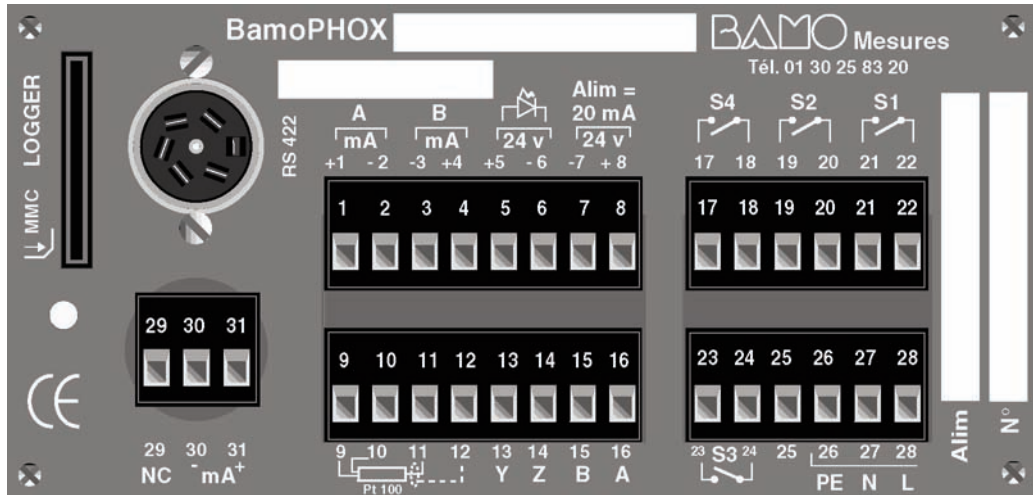 BamoPHOX BAMO Mesures
Tél. 01 30 25 83 20
MMC LOGGER
RS 422
A B Alim =
mA mA 24 v 20 mA
24 v
+1 - 2 -3 +4 +5 - 6 -7 + 8
S4 S2 S1
17 18 19 20 21 22
1 2 3 4 5 6 7 8
17 18 19 20 21 22
29 30 31
9 10 11 12 13 14 15 16
23 24 25 26 27 28
CE
29 30 31
NC - mA +
9 10 11 12 13 14 15 16
Pt 100 Y Z B A
23 S3 24 25 26 27 28
PE N L
Alim
N°